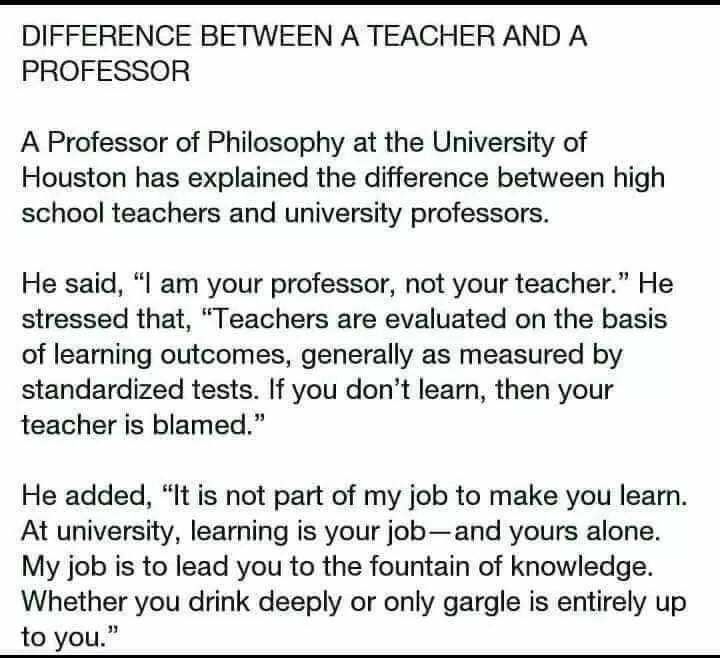 DIFFERENCE BETWEEN A TEACHER AND A
PROFESSOR
A Professor of Philosophy at the University of
Houston has explained the difference between high
school teachers and university professors.
He said, “I am your professor, not your teacher.” He
stressed that, “Teachers are evaluated on the basis
of learning outcomes, generally as measured by
standardized tests. If you don’t learn, then your
teacher is blamed.”
He added, “It is not part of my job to make you learn.
At university, learning is your job—and yours alone.
My job is to lead you to the fountain of knowledge.
Whether you drink deeply or only gargle is entirely up
to you.”